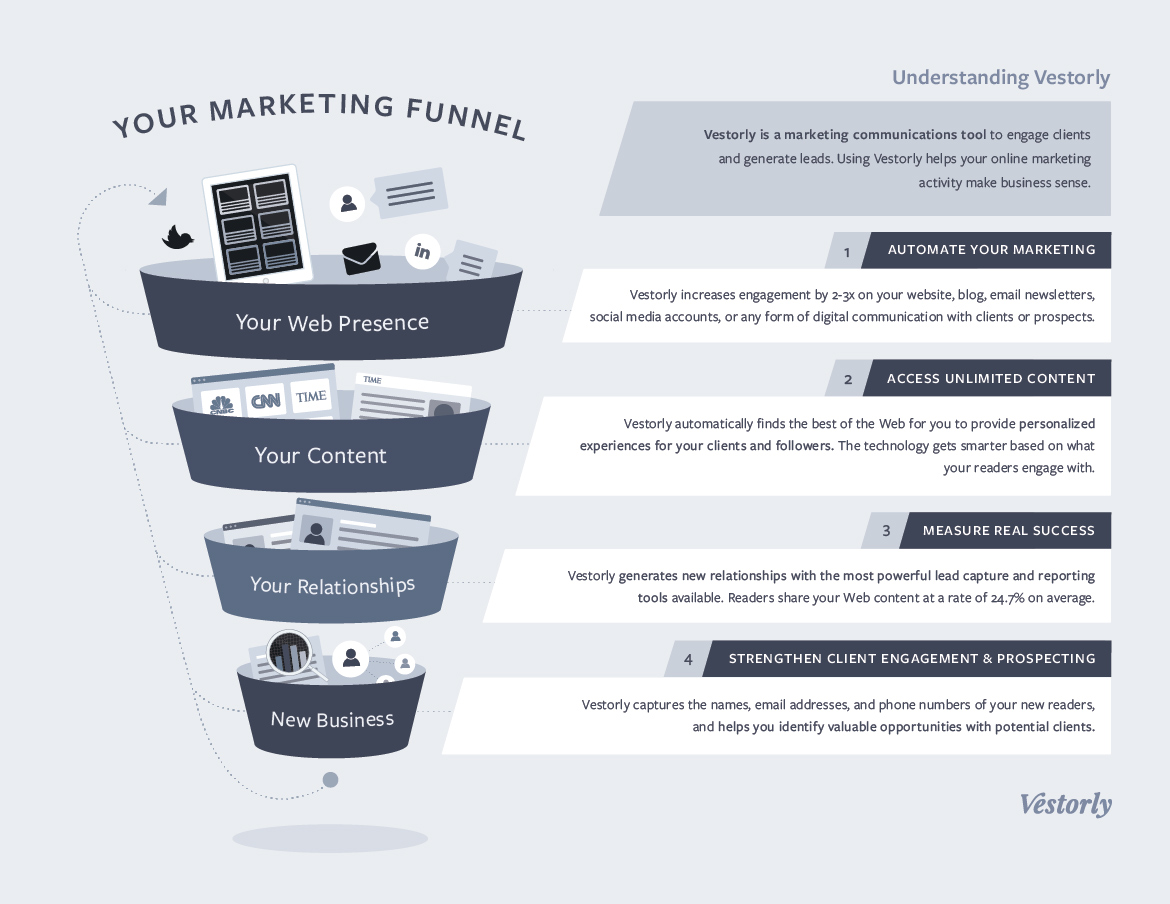 YOUR MARKETING FUNNEL
Understanding Vestorly
Vestorly is a marketing communications tool to engage clients
and generate leads. Using Vestorly helps your online marketing
activity make business sense.
in
Your Web Presence
1 AUTOMATE YOUR MARKETING
Vestorly increases engagement by 2-3x on your website, blog, email newsletters,
social media accounts, or any form of digital communication with clients or prospects.
CNBC
CNN
TIME
TIME
Your Content
2 ACCESS UNLIMITED CONTENT
Vestorly automatically finds the best of the Web for you to provide personalized
experiences for your clients and followers. The technology gets smarter based on what
your readers engage with.
Your Relationships
3 MEASURE REAL SUCCESS
Vestorly generates new relationships with the most powerful lead capture and reporting
tools available. Readers share your Web content at a rate of 24.7% on average.
New Business
4 STRENGTHEN CLIENT ENGAGEMENT & PROSPECTING
Vestorly captures the names, email addresses, and phone numbers of your new readers,
and helps you identify valuable opportunities with potential clients.
Vestorly